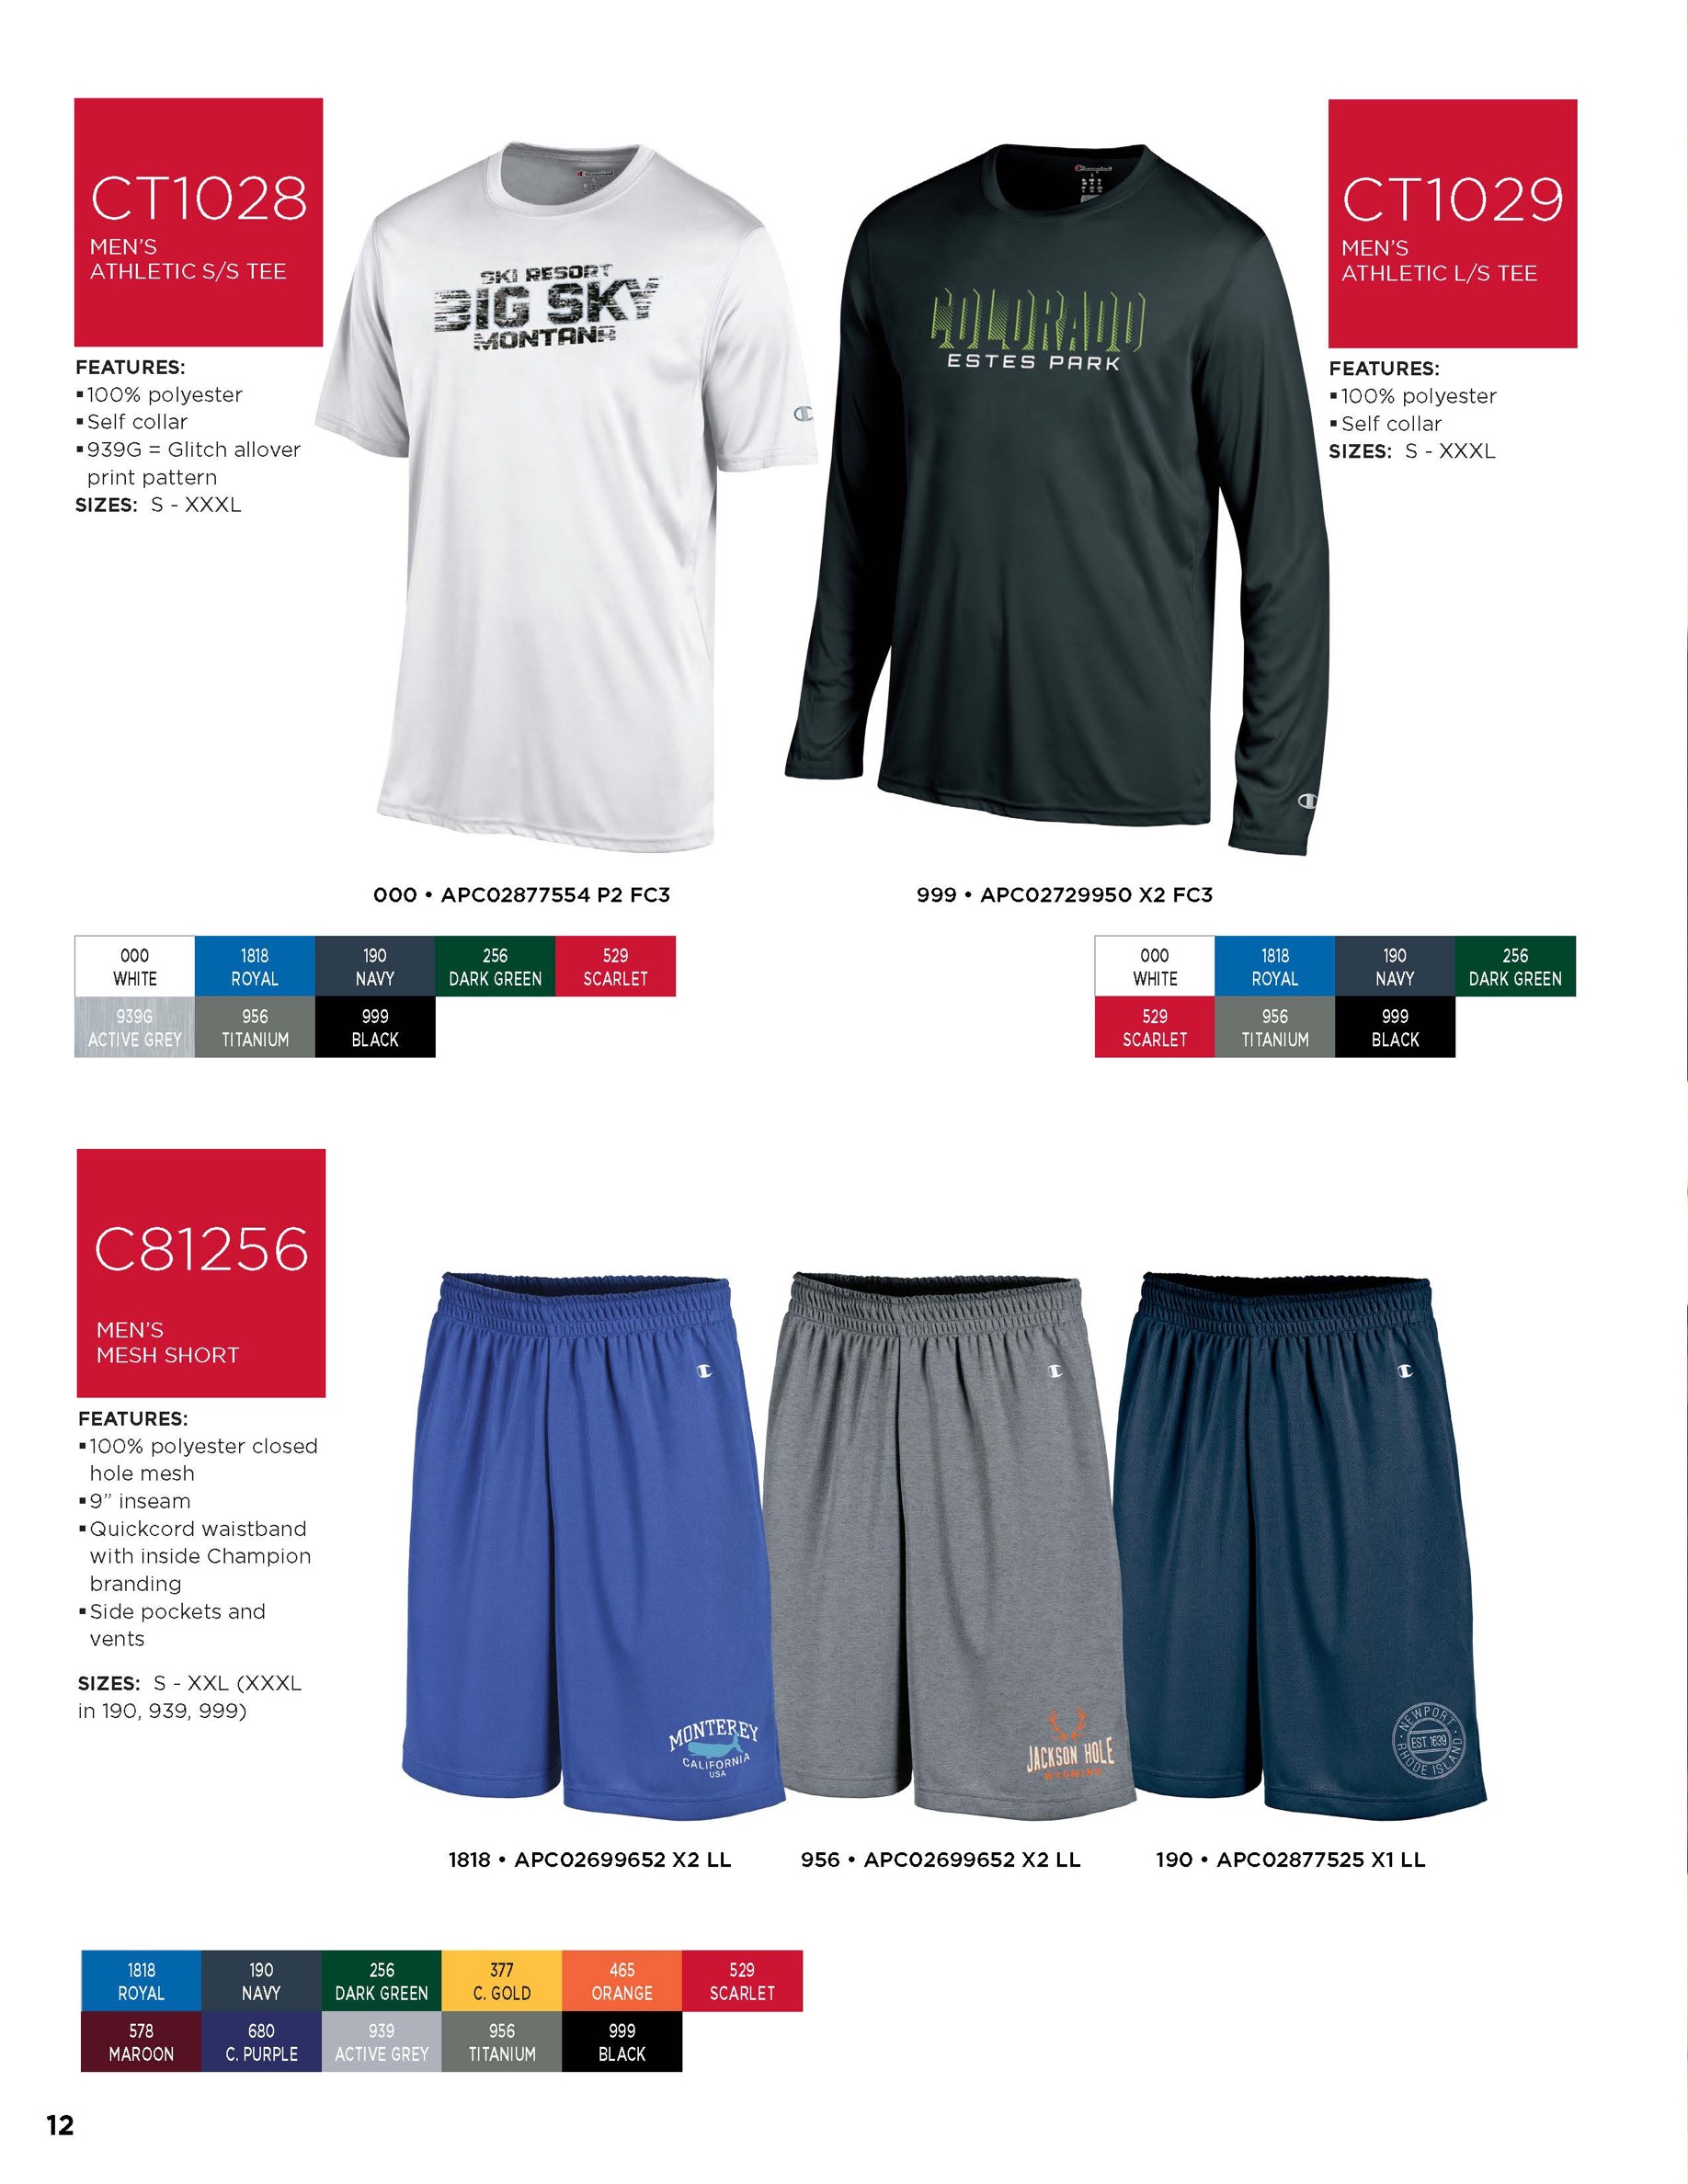 CT1028
MEN'S
ATHLETIC S/S TEE
FEATURES:
▪100% polyester
▪Self collar
▪939G = Glitch allover
print pattern
SIZES: S - XXXL
Champion
SKI RESORT
BIG SKY
MONTANA
Champion
COLORADO
ESTES PARK
CT1029
MEN'S
ATHLETIC L/S TEE
FEATURES:
▪100% polyester
▪Self collar
SIZES: S - XXXL
000 • APC02877554 P2 FC3
999 • APC02729950 X2 FC3
000 1818 190 256 529
WHITE ROYAL NAVY DARK GREEN SCARLET
939G 956 999
ACTIVE GREY TITANIUM BLACK
000 1818 190 256
WHITE ROYAL NAVY DARK GREEN
529 956 999
SCARLET TITANIUM BLACK
C81256
MEN'S
MESH SHORT
FEATURES:
▪100% polyester closed
hole mesh
▪9” inseam
▪Quickcord waistband
with inside Champion
branding
▪Side pockets and
vents
SIZES: S - XXL (XXXL
in 190, 939, 999)
MONTEREY
CALIFORNIA
USA
JACKSON HOLE
WYOMING
NEWPORT
EST 1639
RHODE ISLAND
1818 • APC02699652 X2 LL
956 • APC02699652 X2 LL
190 • APC02877525 X1 LL
1818 190 256 377 465 529
ROYAL NAVY DARK GREEN C. GOLD ORANGE SCARLET
578 680 939 956 999
MAROON C. PURPLE ACTIVE GREY TITANIUM BLACK
12